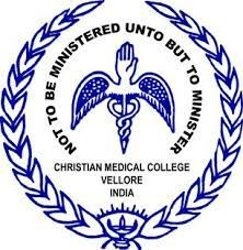 NOT TO BE MINISTERED UNTO BUT TO MINISTER
CHRISTIAN MEDICAL COLLEGE
VELLORE
INDIA